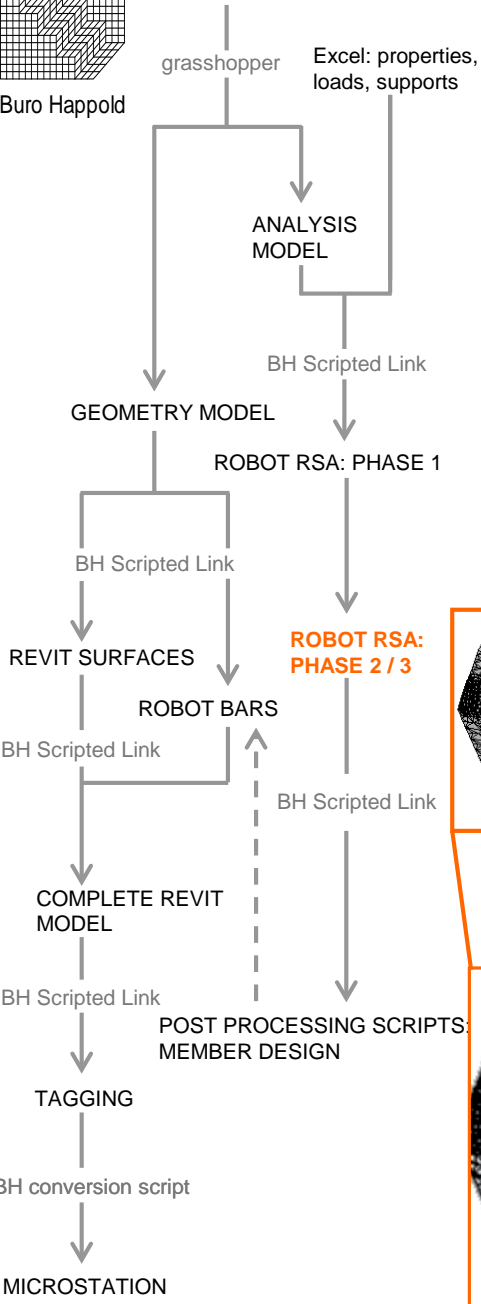 Buro Happold
grasshopper
Excel: properties,
loads, supports
ANALYSIS
MODEL
BH Scripted Link
GEOMETRY MODEL
ROBOT RSA: PHASE 1
BH Scripted Link
REVIT SURFACES
ROBOT RSA:
PHASE 2 / 3
ROBOT BARS
BH Scripted Link
BH Scripted Link
COMPLETE REVIT
MODEL
BH Scripted Link
POST PROCESSING SCRIPTS:
MEMBER DESIGN
TAGGING
BH conversion script
MICROSTATION